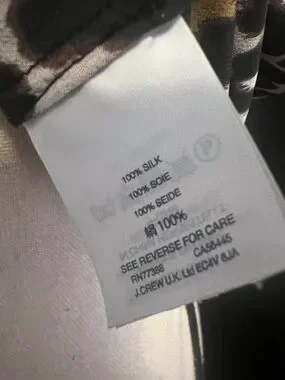 100% SILK
100% SOIE
100% SEIDE
絹 100%
SEE REVERSE FOR CARE
RN77388 CA56445
J.CREW U.K. Ltd EC4V 6JA